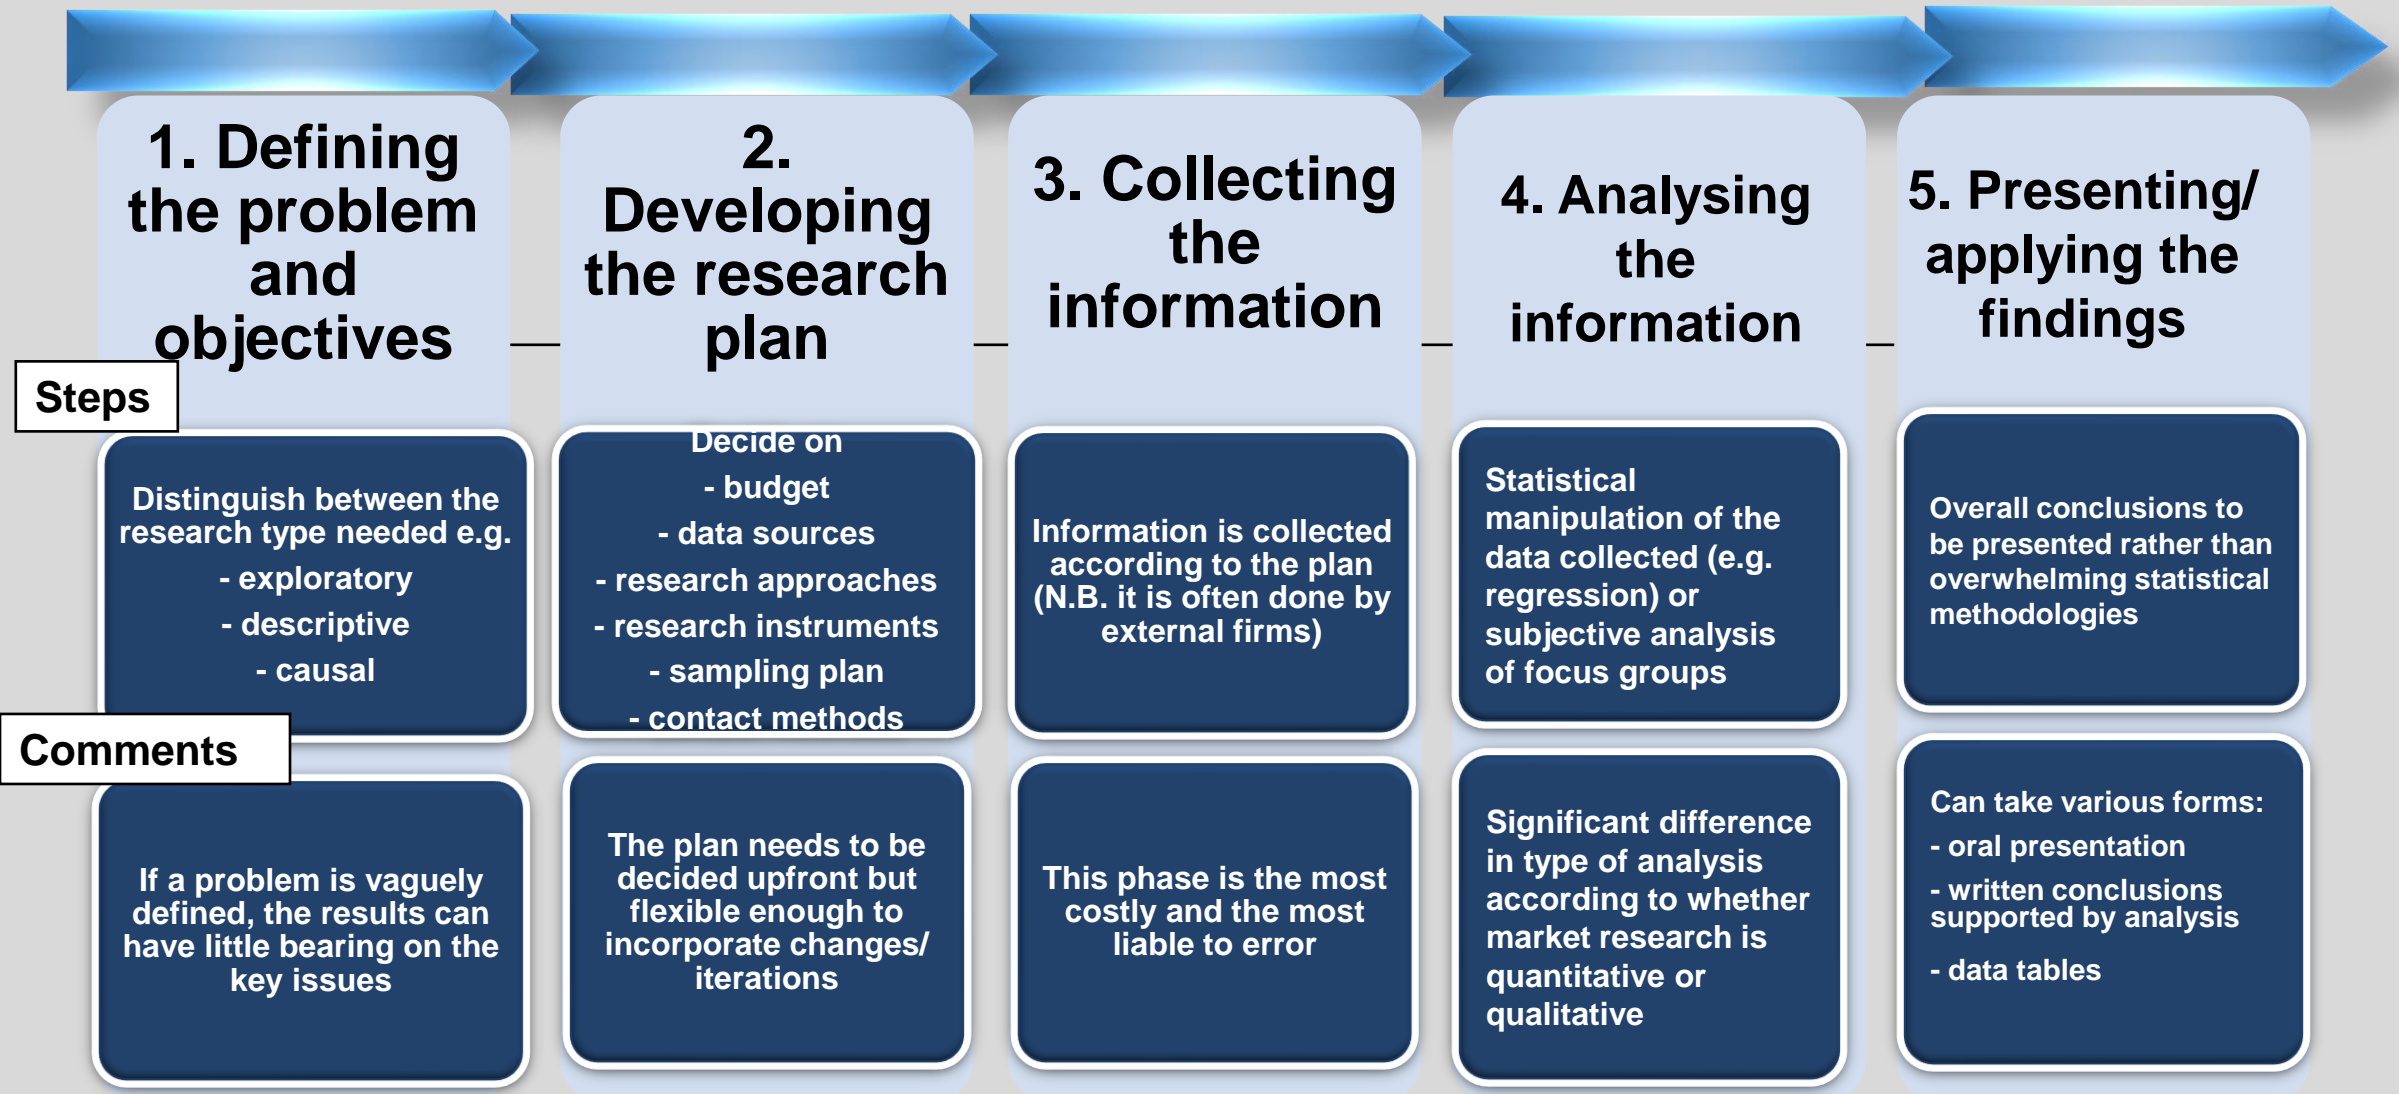 1. Defining
the problem
and
objectives
2.
Developing
the research
plan
3. Collecting
the
information
4. Analysing
the
information
5. Presenting/
applying the
findings
Steps
Distinguish between the
research type needed e.g.
- exploratory
- descriptive
- causal
Decide on
- budget
- data sources
- research approaches
- research instruments
- sampling plan
- contact methods
Information is collected
according to the plan
(N.B. it is often done by
external firms)
Statistical
manipulation of the
data collected (e.g.
regression) or
subjective analysis
of focus groups
Overall conclusions to
be presented rather than
overwhelming statistical
methodologies
Comments
If a problem is vaguely
defined, the results can
have little bearing on the
key issues
The plan needs to be
decided upfront but
flexible enough to
incorporate changes/
iterations
This phase is the most
costly and the most
liable to error
Significant difference
in type of analysis
according to whether
market research is
quantitative or
qualitative
Can take various forms:
- oral presentation
- written conclusions
supported by analysis
- data tables